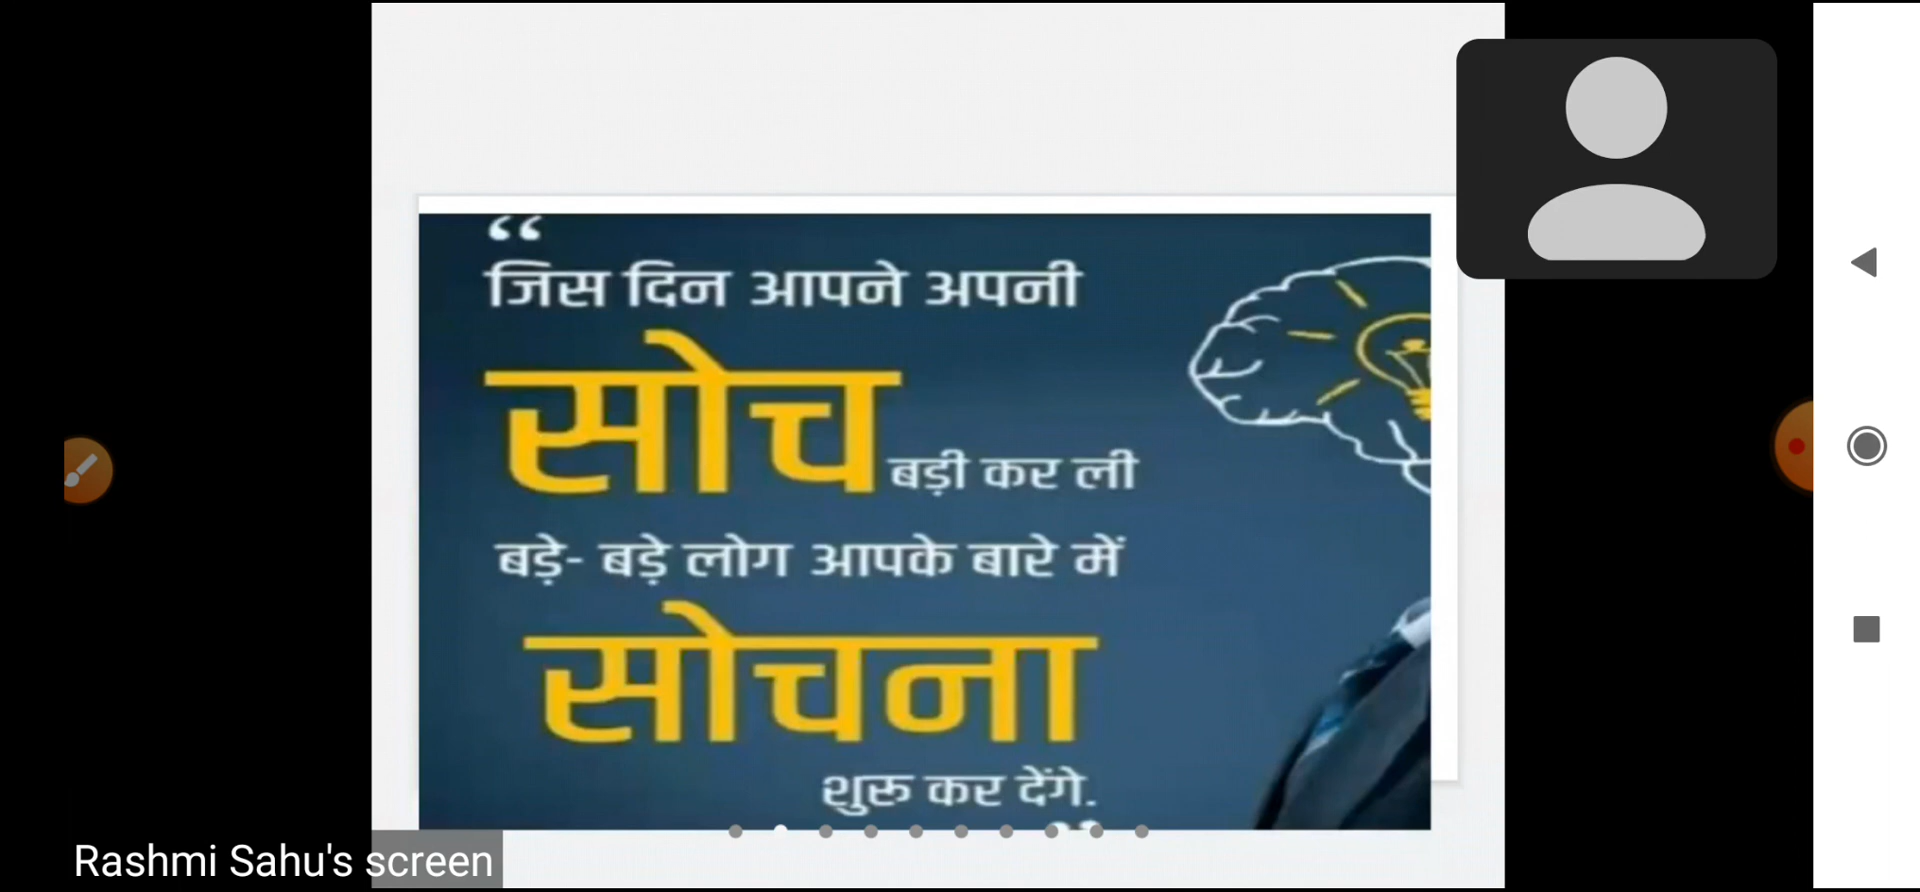 “
जिस दिन आपने अपनी
सोच बड़ी कर ली
बड़े- बड़े लोग आपके बारे में
सोचना
शुरू कर देंगे.
Rashmi Sahu's screen